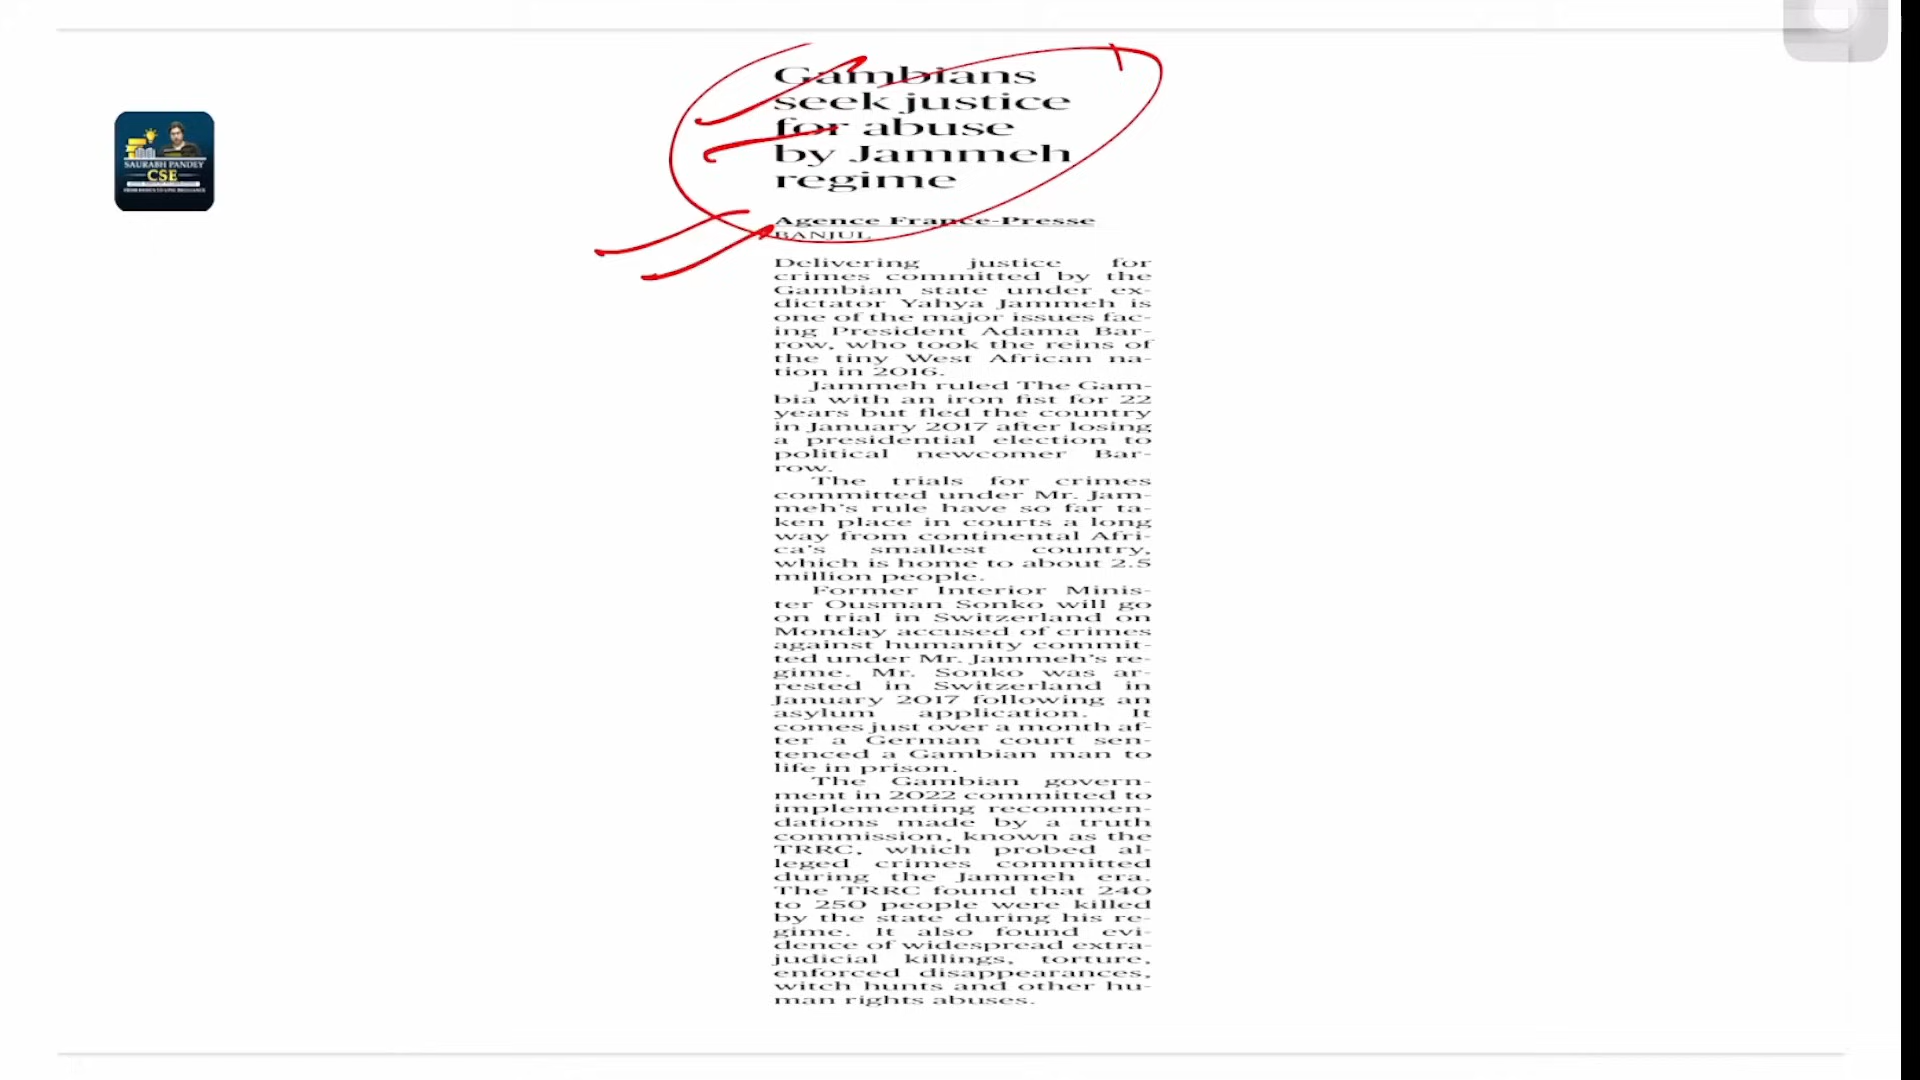 Gambians
seek justice
for abuse
by Jammeh
regime
Agence France-Presse
BANJUL
SAURABH PANDEY
CSE
Delivering justice for
crimes committed by the
Gambian state under ex-
dictator Yahya Jammeh is
one of the major issues fac-
ing President Adama Bar-
row, who took the reins of
the tiny West African na-
tion in 2016.
Jammeh ruled The Gam-
bia with an iron fist for 22
years but fled the country
in January 2017 after losing
a presidential election to
political newcomer Bar-
row.
The trials for crimes
committed under Mr. Jam-
meh's rule have so far ta-
ken place in courts a long
way from continental Afri-
ca's smallest country,
which is home to about 2.5
million people.
Former Interior Minis-
ter Ousman Sonko will go
on trial in Switzerland on
Monday accused of crimes
against humanity commit-
ted under Mr. Jammeh's re-
gime. Mr. Sonko was ar-
rested in Switzerland in
January 2017 following an
asylum application. It
comes just over a month af-
ter a German court sen-
tenced a Gambian man to
life in prison.
The Gambian govern-
ment in 2022 committed to
implementing recommen-
dations made by a truth
commission, known as the
TRRC, which probed al-
leged crimes committed
during the Jammeh era.
The TRRC found that 240
to 250 people were killed
by the state during his re-
gime. It also found evi-
dence of widespread extra-
judicial killings, torture,
enforced disappearances,
witch hunts and other hu-
man rights abuses.